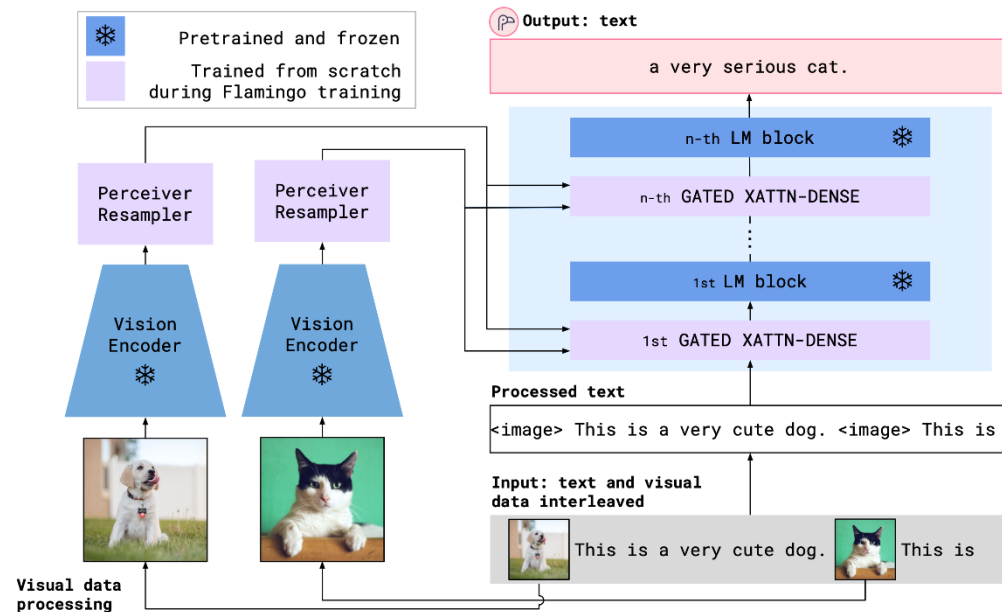 Pretrained and frozen
Trained from scratch
during Flamingo training
Output: text
a very serious cat.
n-th LM block
n-th GATED XATTN-DENSE
1st LM block
1st GATED XATTN-DENSE
Perceiver
Resampler
Perceiver
Resampler
Vision
Encoder
Vision
Encoder
Processed text
<image> This is a very cute dog. <image> This is
Input: text and visual
data interleaved
This is a very cute dog.
This is
Visual data
processing